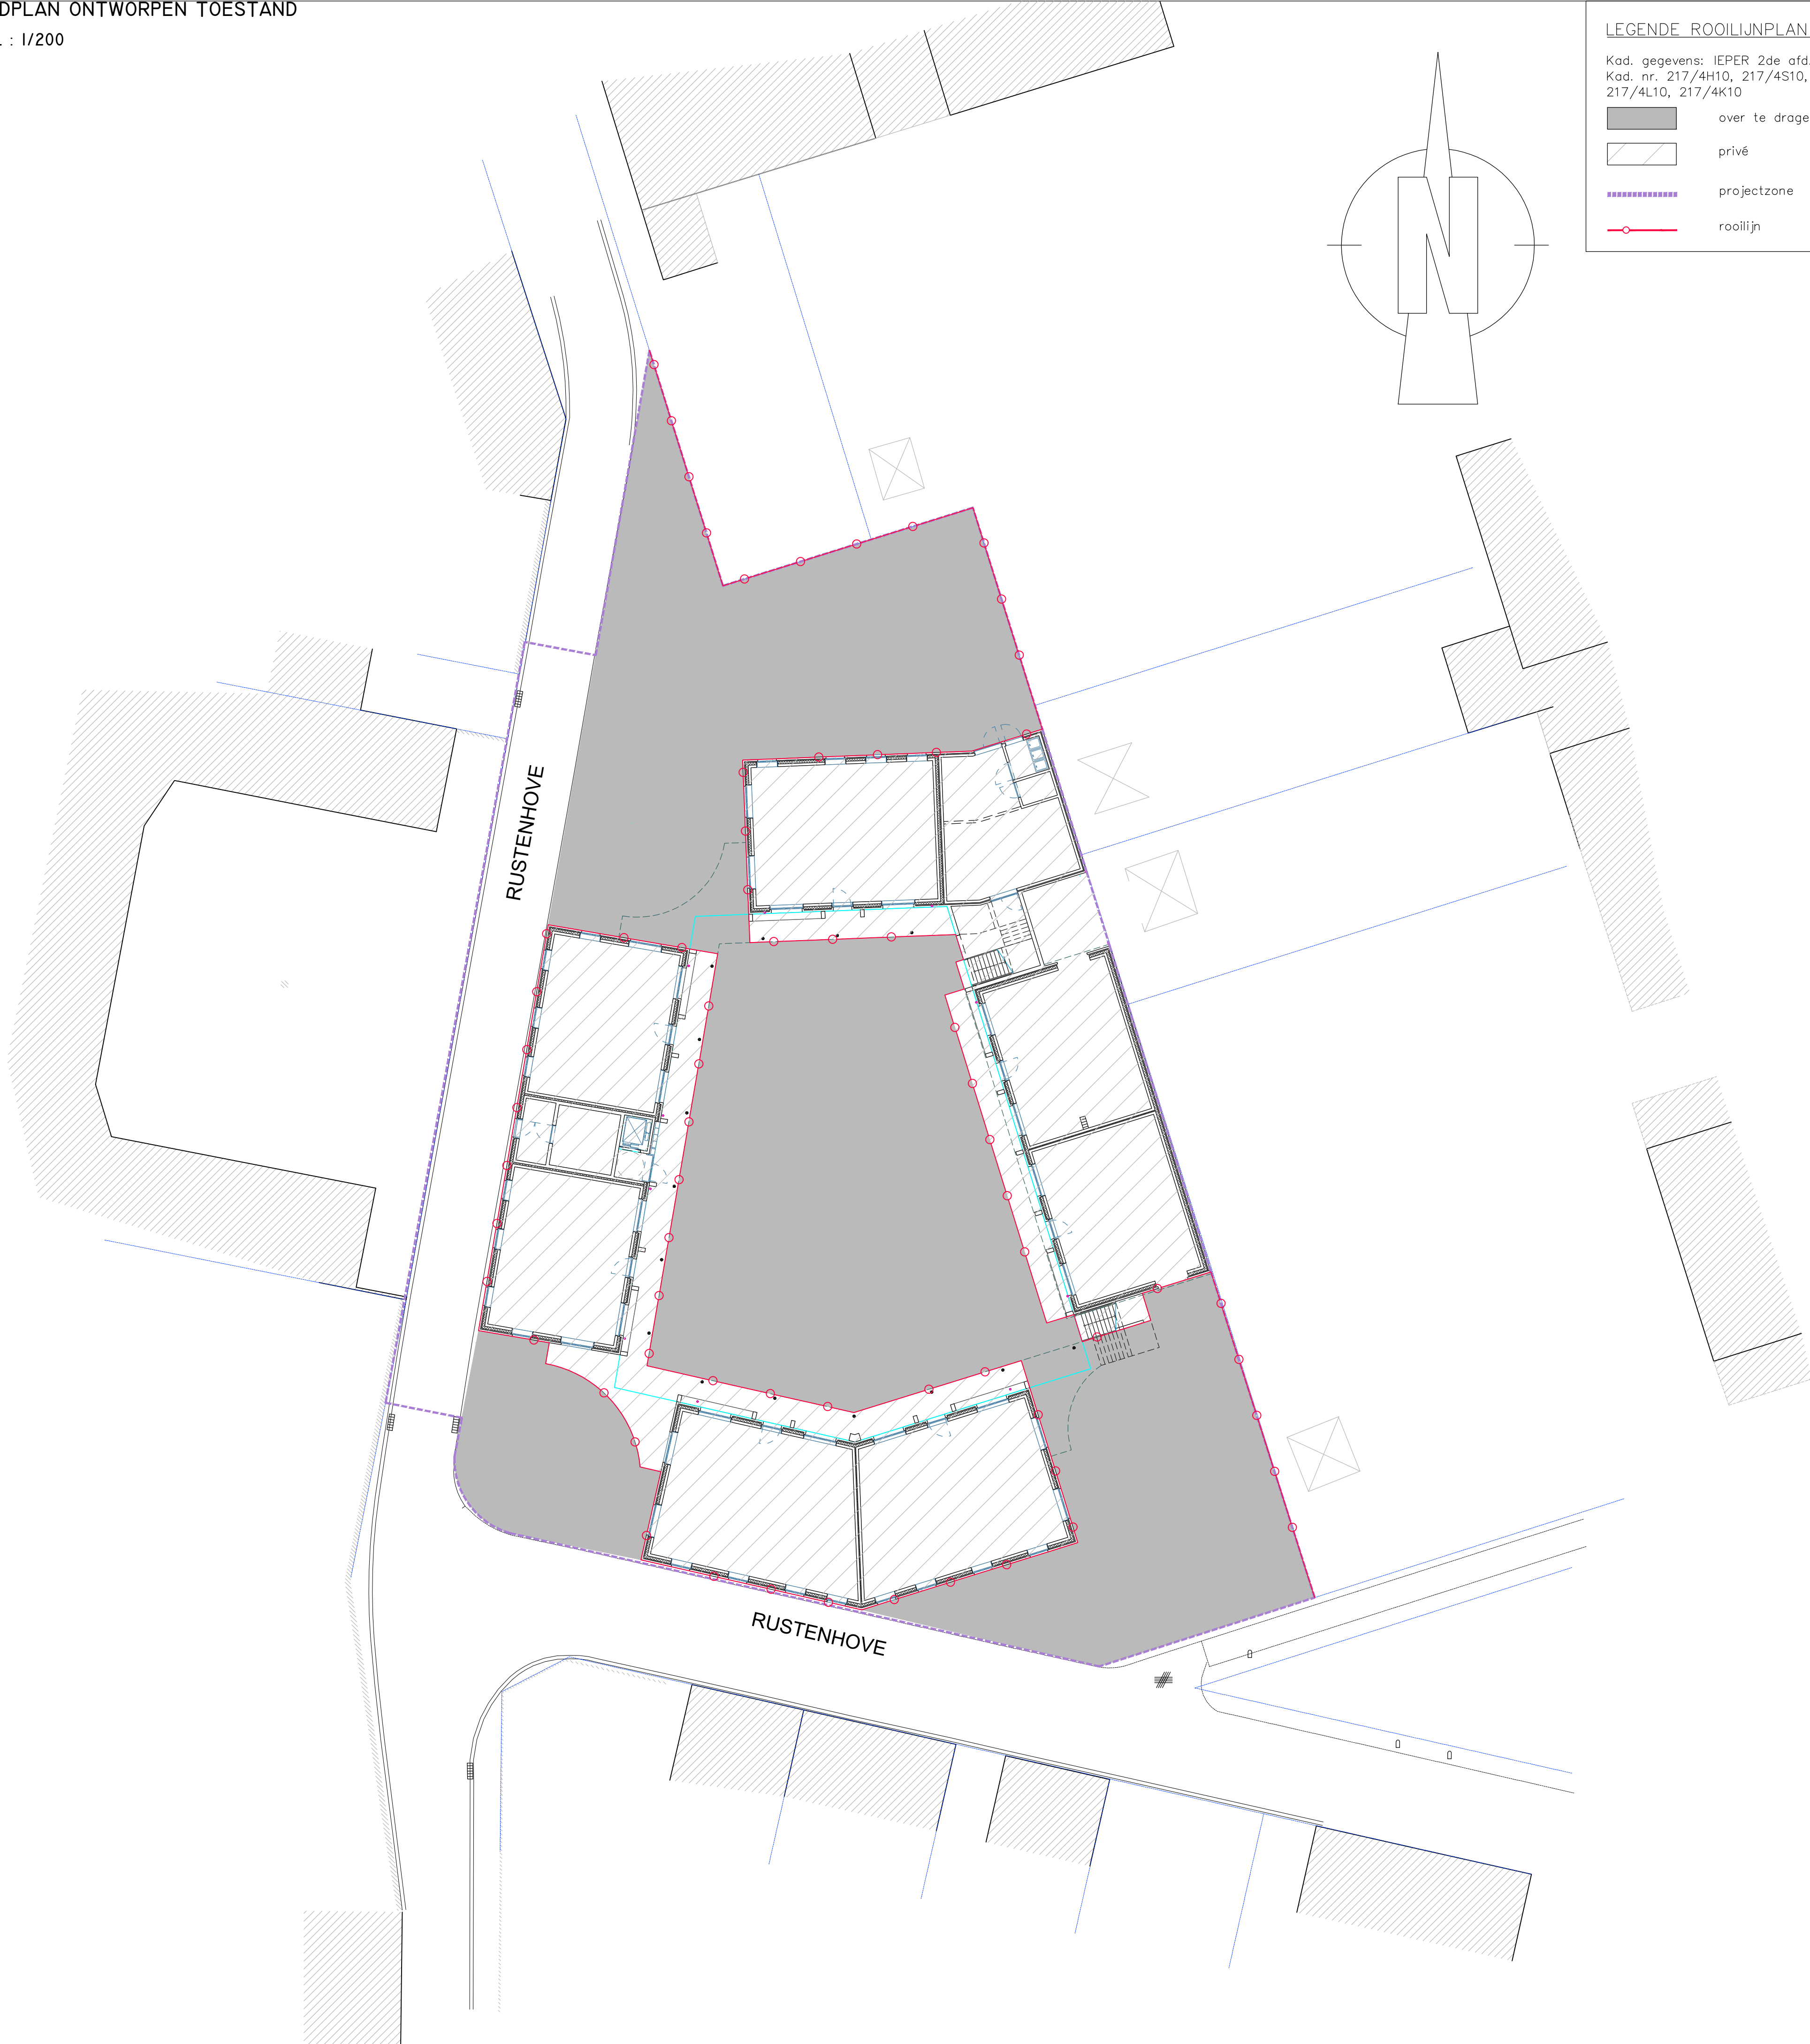 DPLAN ONTWORPEN TOESTAND
: 1/200
LEGENDE ROOILIJNPLAN
Kad. gegevens: IEPER 2de afd.
Kad. nr. 217/4H10, 217/4S10,
217/4L10, 217/4K10
over te drage
privé
projectzone
rooilijn
N
RUSTENHOVE
RUSTENHOVE